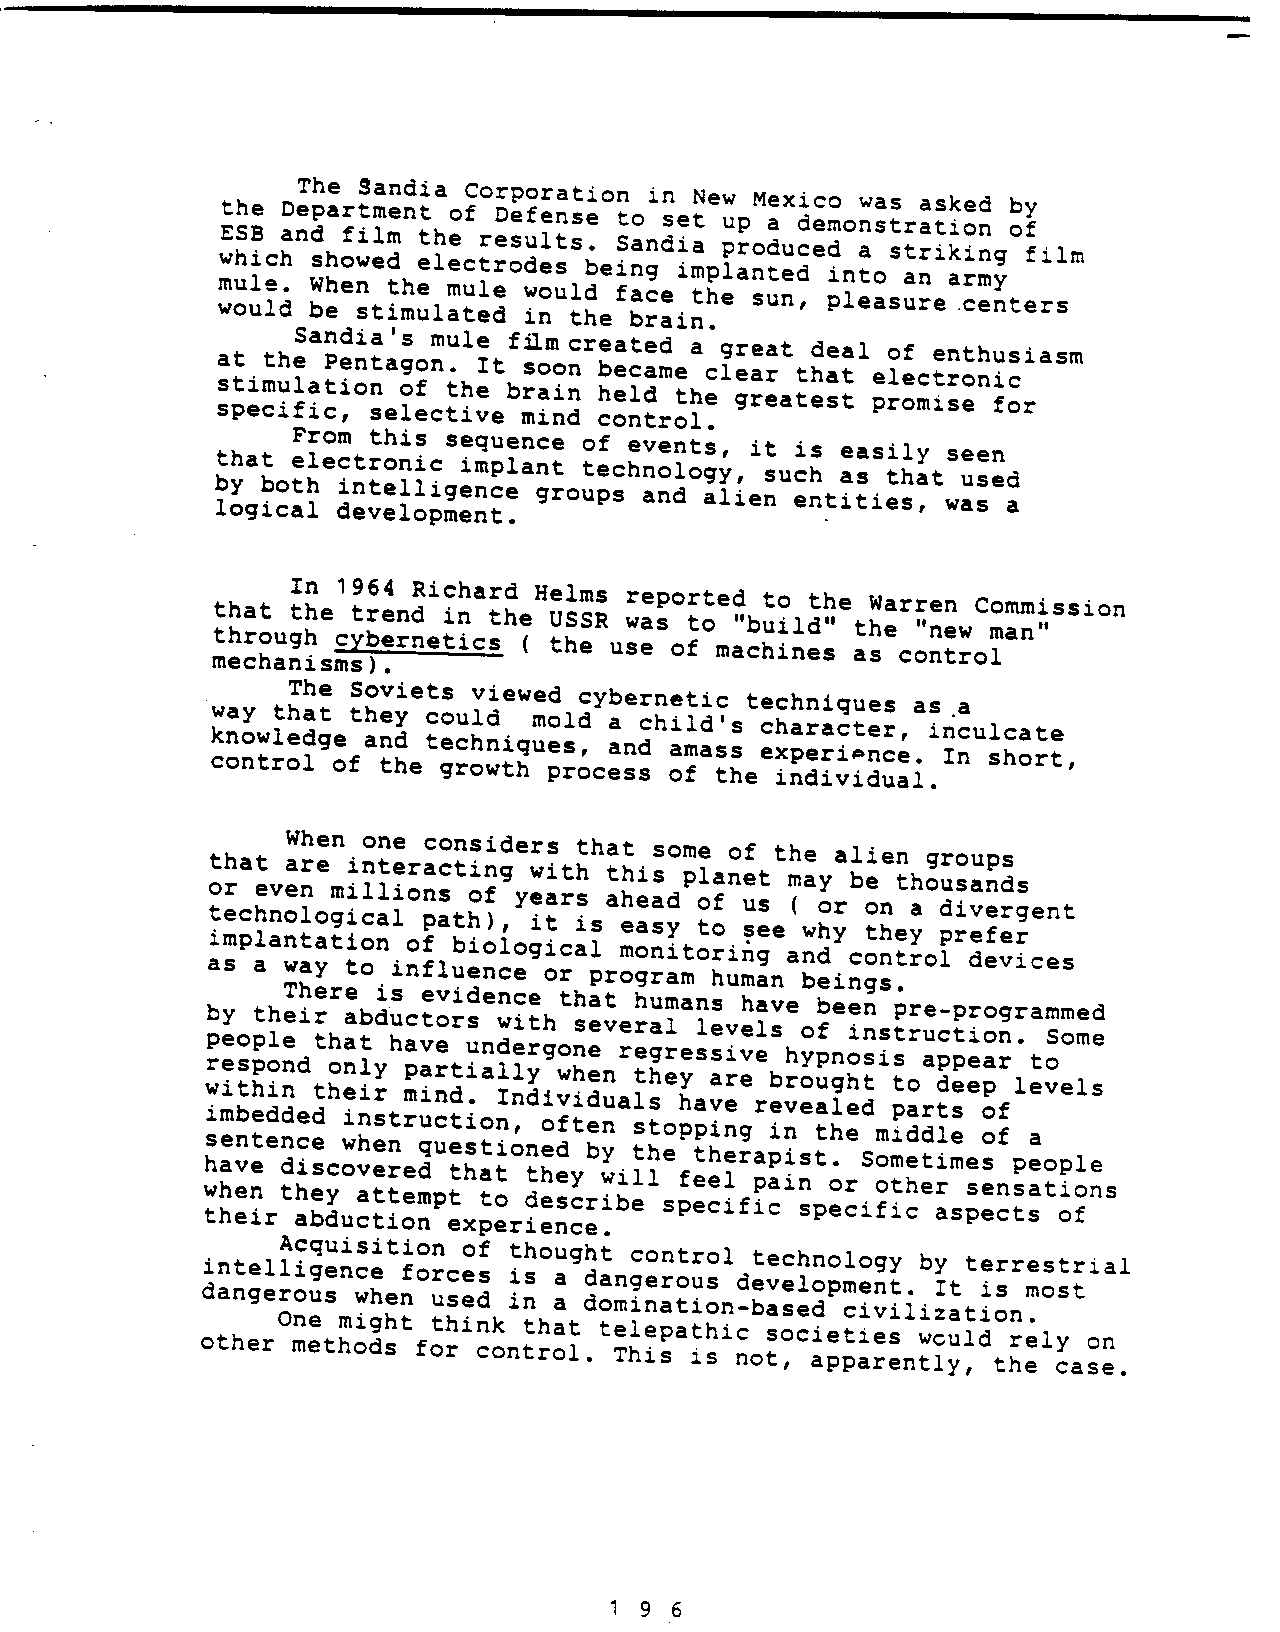 The Sandia Corporation in New Mexico was asked by
the Department of Defense to set up a demonstration of
ESB and film the results. Sandia produced a striking film
which showed electrodes being implanted into an army
mule. When the mule would face the sun, pleasure centers
would be stimulated in the brain.
Sandia's mule film created a great deal of enthusiasm
at the Pentagon. It soon became clear that electronic
stimulation of the brain held the greatest promise for
specific, selective mind control.
From this sequence of events, it is easily seen
that electronic implant technology, such as that used
by both intelligence groups and alien entities, was a
logical development.
In 1964 Richard Helms reported to the Warren Commission
that the trend in the USSR was to "build" the "new man"
through cybernetics ( the use of machines as control
mechanisms).
The Soviets viewed cybernetic techniques as a
way that they could mold a child's character, inculcate
knowledge and techniques, and amass experience. In short,
control of the growth process of the individual.
When one considers that some of the alien groups
that are interacting with this planet may be thousands
or even millions of years ahead of us ( or on a divergent
technological path), it is easy to see why they prefer
implantation of biological monitoring and control devices
as a way to influence or program human beings.
There is evidence that humans have been pre-programmed
by their abductors with several levels of instruction. Some
people that have undergone regressive hypnosis appear to
respond only partially when they are brought to deep levels
within their mind. Individuals have revealed parts of
imbedded instruction, often stopping in the middle of a
sentence when questioned by the therapist. Sometimes people
have discovered that they will feel pain or other sensations
when they attempt to describe specific specific aspects of
their abduction experience.
Acquisition of thought control technology by terrestrial
intelligence forces is a dangerous development. It is most
dangerous when used in a domination-based civilization.
One might think that telepathic societies would rely on
other methods for control. This is not, apparently, the case.
1 9 6